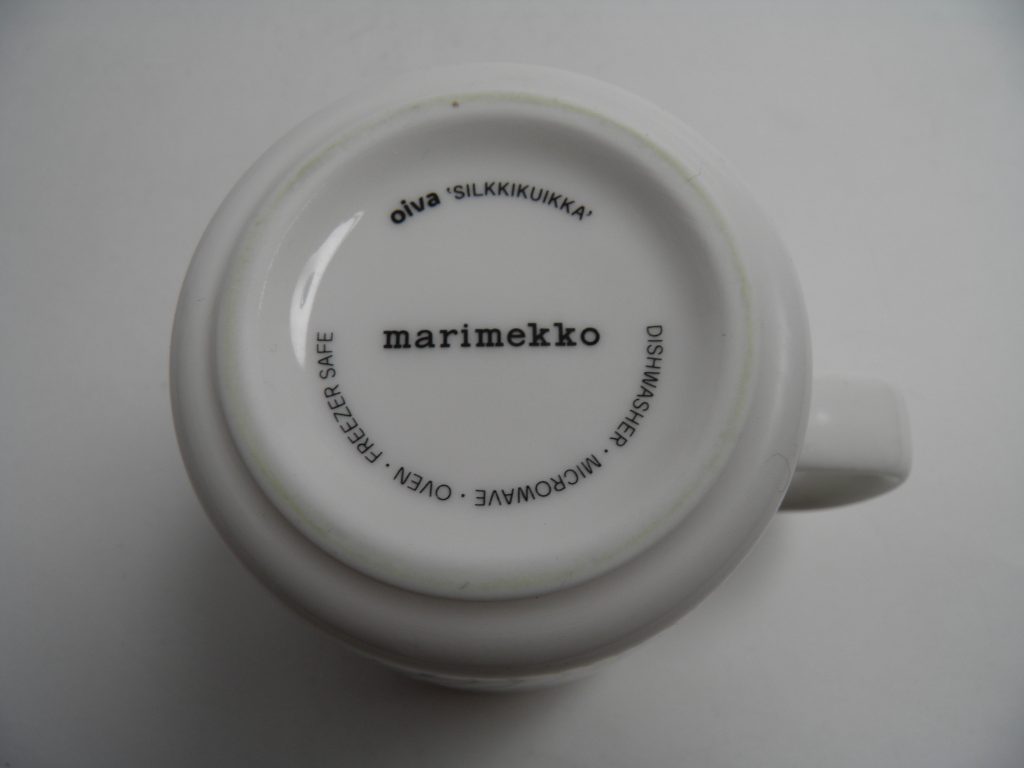 oiva 'SILKKIKUIKKA'
marimekko
DISHWASHER · MICROWAVE · OVEN · FREEZER SAFE